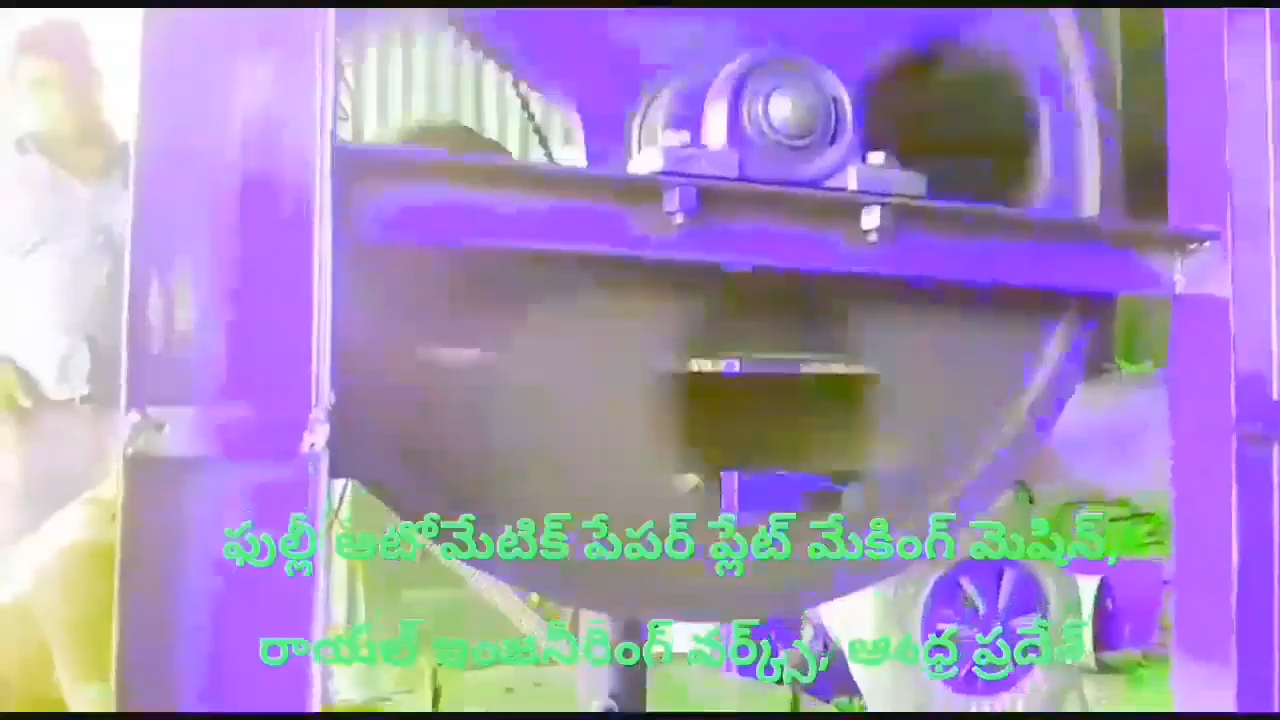 ఫుల్లీ ఆటోమేటిక్ పేపర్ ప్లేట్ మేకింగ్ మెషిన్,
రాయల్ ఇంజనీరింగ్ వర్క్స్, ఆంధ్ర ప్రదేశ్